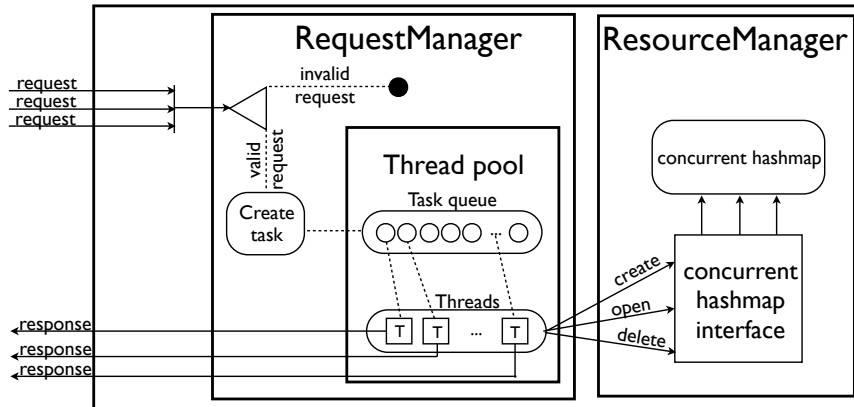 RequestManager
ResourceManager
invalid
request
request
request
request
valid
request
Thread pool
Task queue
Create
task
...
concurrent hashmap
create
open
delete
concurrent
hashmap
interface
Threads
T
T
...
T
response
response
response